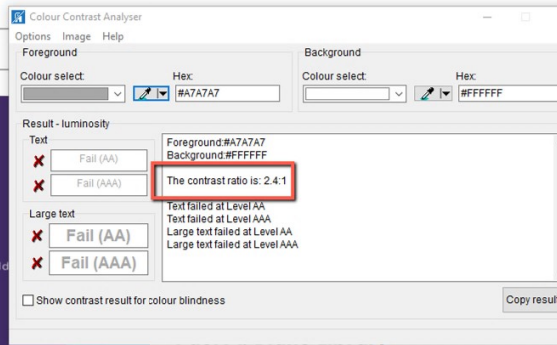 Colour Contrast Analyser
Options Image Help
Foreground
Background
Colour select:
Hex:
Colour select:
Hex:
#A7A7A7
#FFFFFF
Result - luminosity
Text
Fail (AA)
Fail (AAA)
Large text
Fail (AA)
Fail (AAA)
Foreground:#A7A7A7
Background:#FFFFFF
The contrast ratio is: 2.4:1
Text failed at Level AA
Text failed at Level AAA
Large text failed at Level AA
Large text failed at Level AAA
Show contrast result for colour blindness
Copy resul